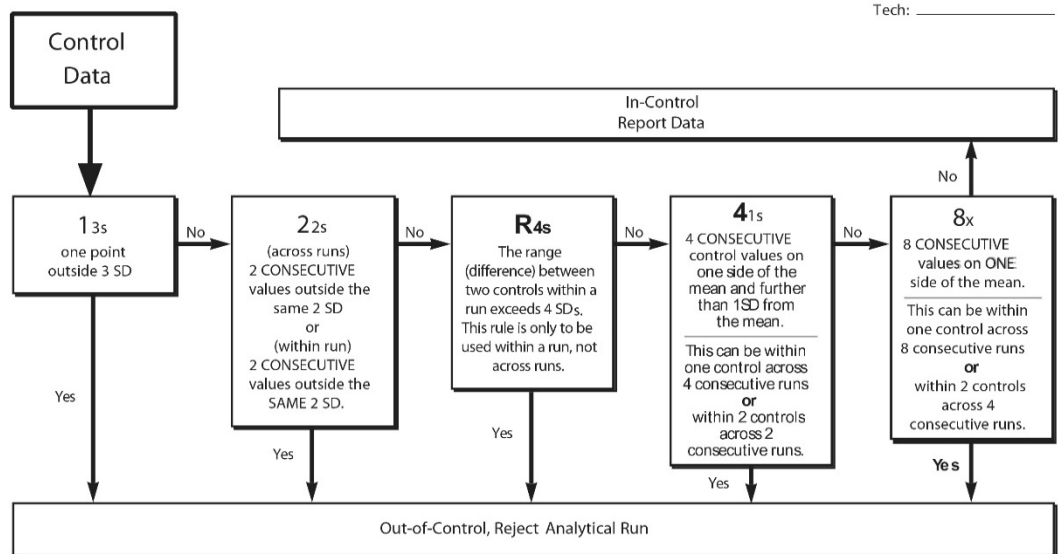 Tech:
Control
Data
In-Control
Report Data
1 3s
one point
outside 3 SD
No
Yes
2 2s
(across runs)
2 CONSECUTIVE
values outside the
same 2 SD
or
(within run)
2 CONSECUTIVE
values outside the
SAME 2 SD.
No
Yes
R4s
The range
(difference) between
two controls within a
run exceeds 4 SDs.
This rule is only to be
used within a run, not
across runs.
No
Yes
41s
4 CONSECUTIVE
control values on
one side of the
mean and further
than 1SD from
the mean.
This can be within
one control across
4 consecutive runs
or
within 2 controls
across 2
consecutive runs.
No
Yes
8x
8 CONSECUTIVE
values on ONE
side of the mean.
This can be within
one control across
8 consecutive runs
or
within 2 controls
across 4
consecutive runs.
No
Yes
Out-of-Control, Reject Analytical Run